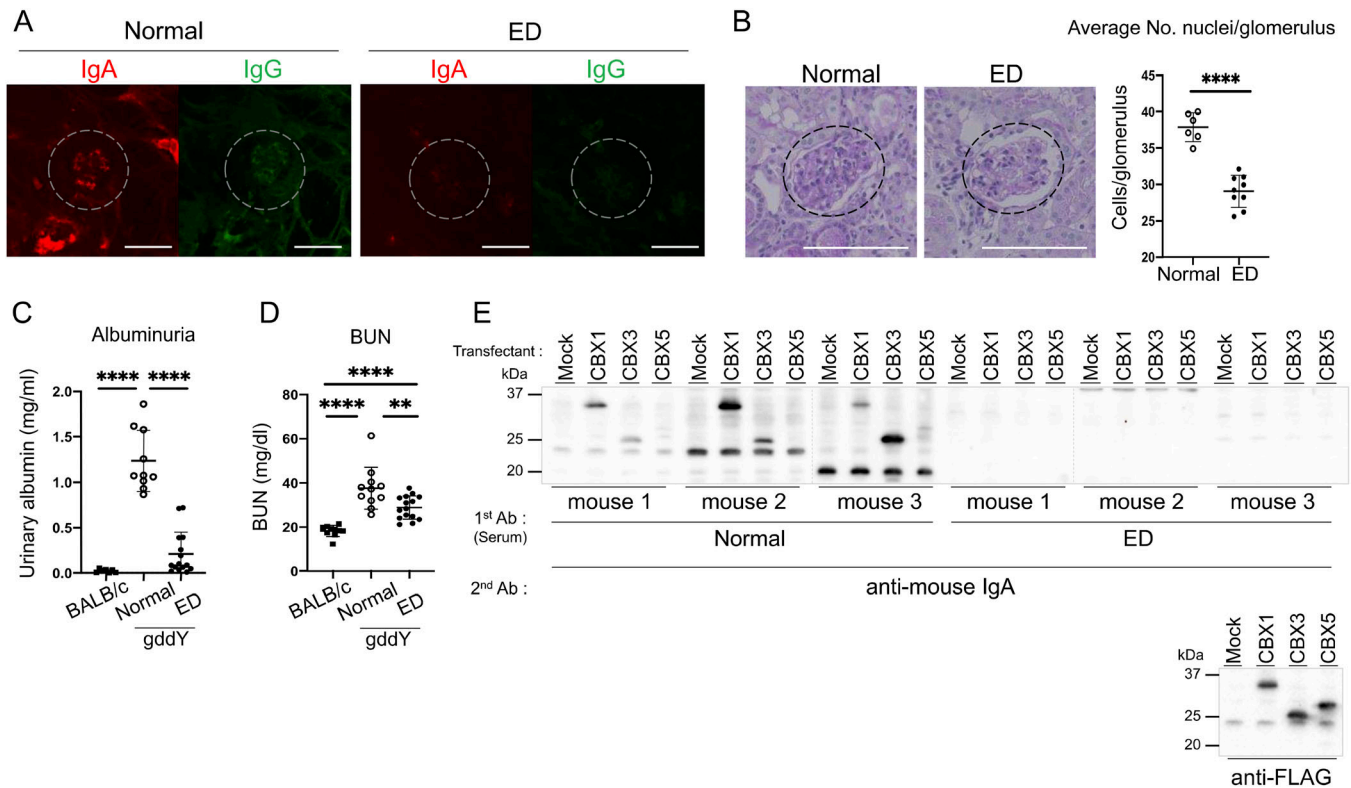 A
Normal
ED
IgA
IgG
IgA
IgG
B
Average No. nuclei/glomerulus
Normal
ED
****
Cells/glomerulus
45
40
35
30
25
20
Normal
ED
C
Albuminuria
****
****
Urinary albumin (mg/ml)
2.0
1.5
1.0
0.5
0.0
BALB/c
Normal
ED
gddY
D
BUN
****
****
**
BUN (mg/dl)
80
60
40
20
0
BALB/c
Normal
ED
gddY
E
Transfectant :
Mock
CBX1
CBX3
CBX5
Mock
CBX1
CBX3
CBX5
Mock
CBX1
CBX3
CBX5
Mock
CBX1
CBX3
CBX5
Mock
CBX1
CBX3
CBX5
Mock
CBX1
CBX3
CBX5
kDa
37
25
20
mouse 1
mouse 2
mouse 3
mouse 1
mouse 2
mouse 3
1st Ab :
(Serum)
Normal
ED
2nd Ab :
anti-mouse IgA
Mock
CBX1
CBX3
CBX5
kDa
37
25
20
anti-FLAG